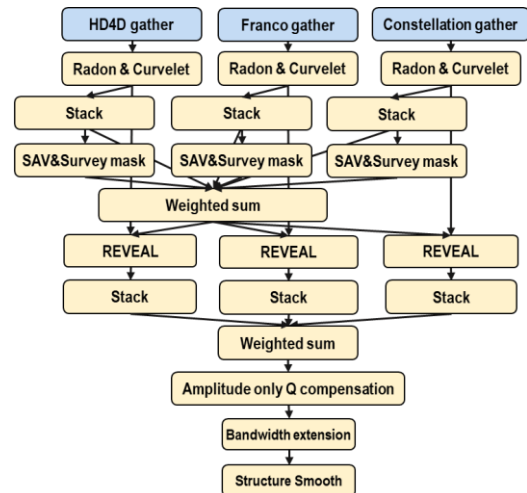 HD4D gather
Franco gather
Constellation gather
Radon & Curvelet
Radon & Curvelet
Radon & Curvelet
Stack
Stack
Stack
SAV&Survey mask
SAV&Survey mask
SAV&Survey mask
Weighted sum
REVEAL
REVEAL
REVEAL
Stack
Stack
Stack
Weighted sum
Amplitude only Q compensation
Bandwidth extension
Structure Smooth